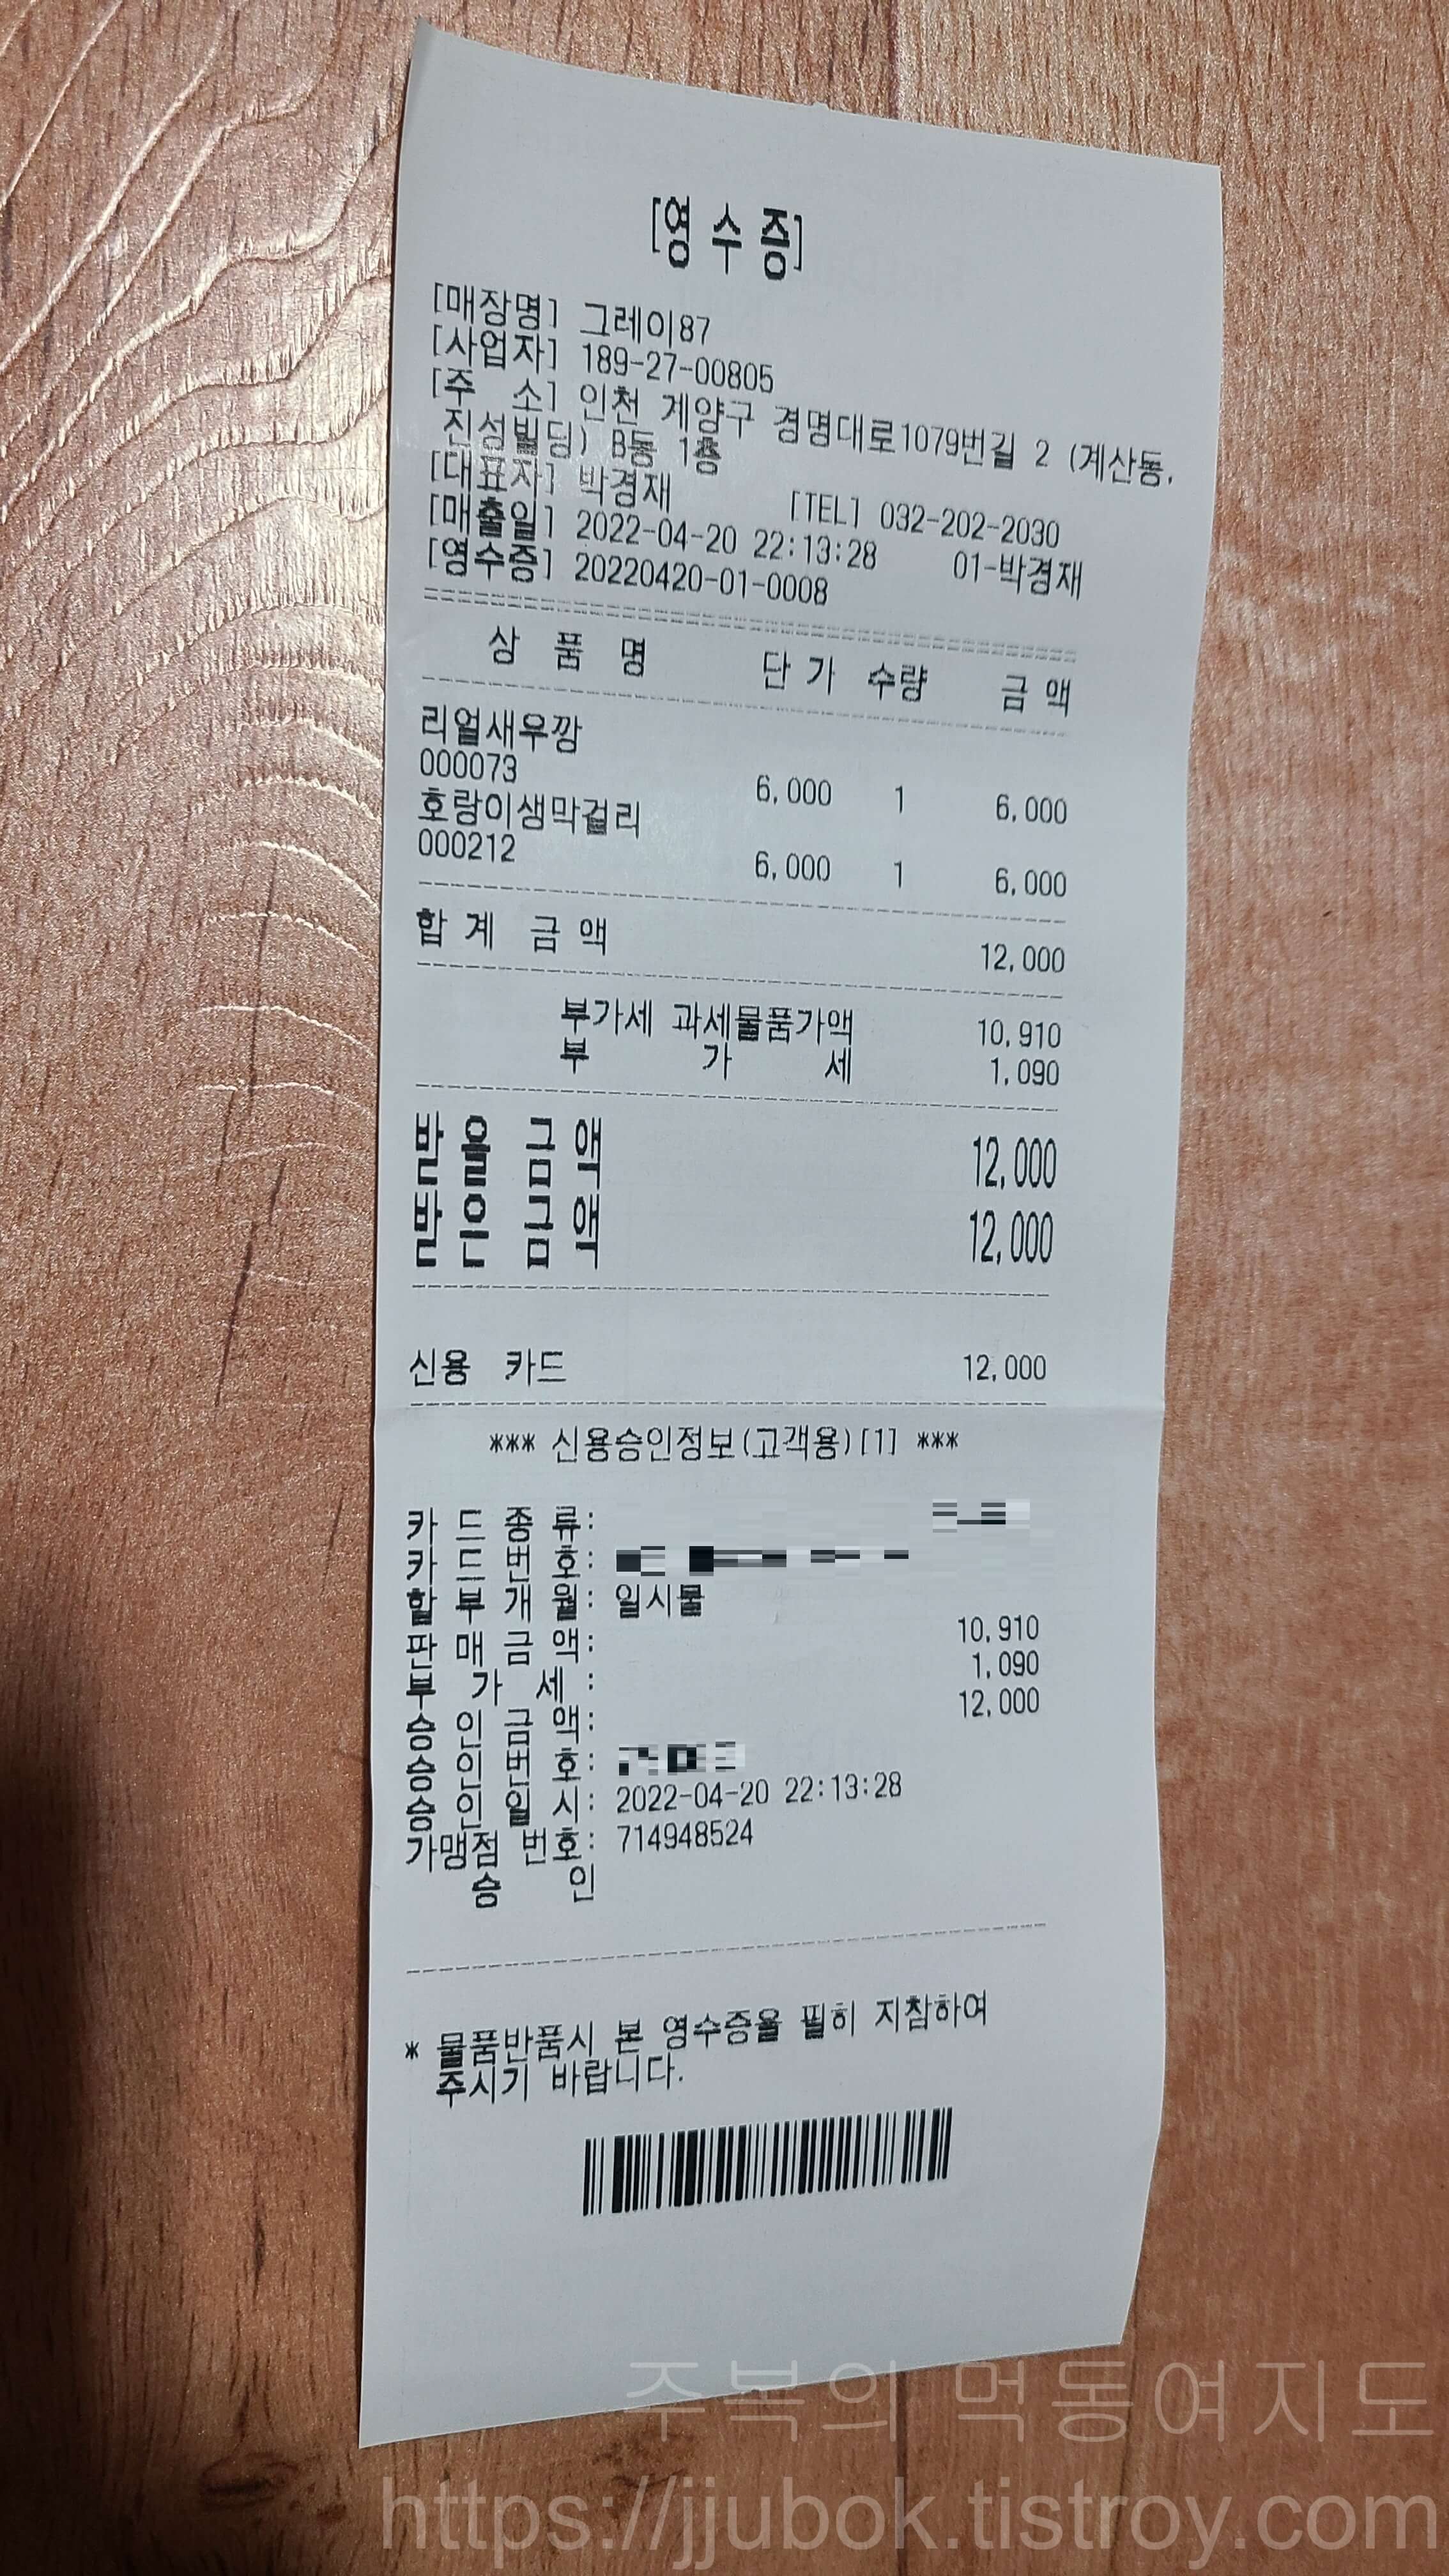 [영 수 증]
[매장명] 그레이87
[사업자] 189-27-00805
[주 소] 인천 계양구 경명대로1079번길 2 (계산동,
진성빌딩) B동 1층
[대표자] 박경재 [TEL] 032-202-2030
[매출일] 2022-04-20 22:13:28 01-박경재
[영수증] 20220420-01-0008
상 품 명 단 가 수량 금 액
리얼새우깡
000073 6,000 1 6,000
호랑이생막걸리
000212 6,000 1 6,000
합 계 금 액 12,000
부가세 과세물품가액 10,910
부 가 세 1,090
받 을 금 액 12,000
받 은 금 액 12,000
신용 카드 12,000
*** 신용승인정보(고객용)[1] ***
카 드 종 류:
카 드 번 호:
할 부 개 월: 일시불
판 매 금 액: 10,910
부 가 세 : 1,090
승 인 금 액: 12,000
승 인 번 호:
승 인 일 시: 2022-04-20 22:13:28
가맹점 번호: 714948524
승 인
* 물품반품시 본 영수증을 필히 지참하여
주시기 바랍니다.
주복의 먹동여지도
https://jjubok.tistroy.com